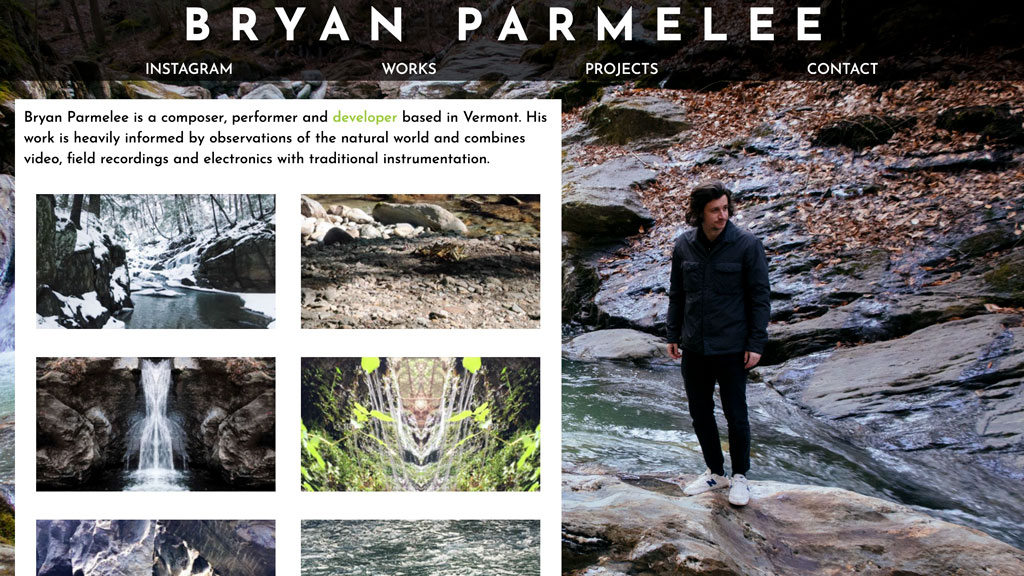 BRYAN PARMELEE
INSTAGRAM WORKS PROJECTS CONTACT
Bryan Parmelee is a composer, performer and developer based in Vermont. His
work is heavily informed by observations of the natural world and combines
video, field recordings and electronics with traditional instrumentation.